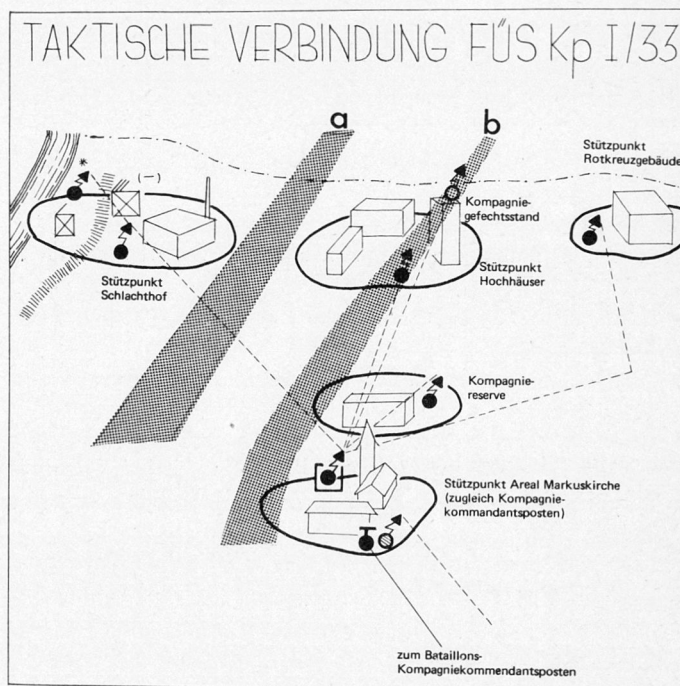 TAKTISCHE VERBINDUNG FÜS Kp I/33
a
b
Stützpunkt
Rotkreuzgebäude
*
(—)
Kompagnie-
gefechtsstand
Stützpunkt
Schlachthof
Stützpunkt
Hochhäuser
Kompagnie-
reserve
Stützpunkt Areal Markuskirche
(zugleich Kompagnie-
kommandantsposten)
zum Bataillons-
Kompagniekommendantsposten